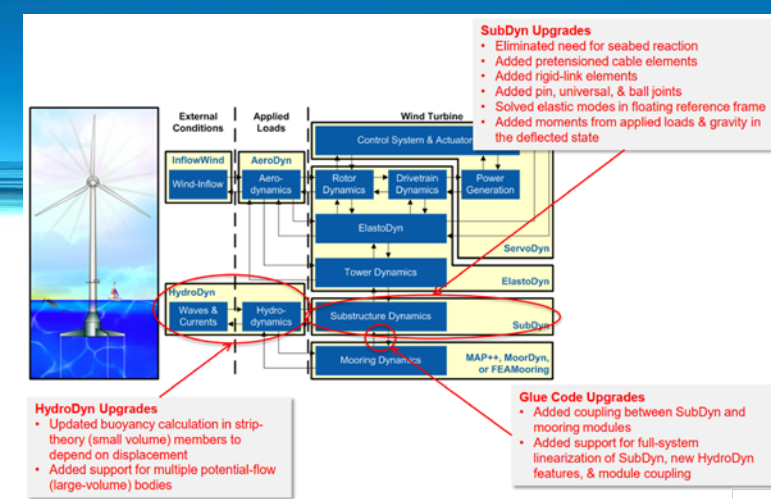 SubDyn Upgrades
• Eliminated need for seabed reaction
• Added pretensioned cable elements
• Added rigid-link elements
• Added pin, universal, & ball joints
• Solved elastic modes in floating reference frame
• Added moments from applied loads & gravity in
the deflected state
External
Conditions
Applied
Loads
Wind Turbine
Control System & Actuator
InflowWind
AeroDyn
Wind-Inflow
Aero-
dynamics
Rotor
Dynamics
Drivetrain
Dynamics
Power
Generation
ElastoDyn
ServoDyn
Tower Dynamics
ElastoDyn
HydroDyn
Waves &
Currents
Hydro-
dynamics
Substructure Dynamics
SubDyn
Mooring Dynamics
MAP++, MoorDyn,
or FEAMooring
HydroDyn Upgrades
• Updated buoyancy calculation in strip-
theory (small volume) members to
depend on displacement
• Added support for multiple potential-flow
(large-volume) bodies
Glue Code Upgrades
• Added coupling between SubDyn and
mooring modules
• Added support for full-system
linearization of SubDyn, new HydroDyn
features, & module coupling